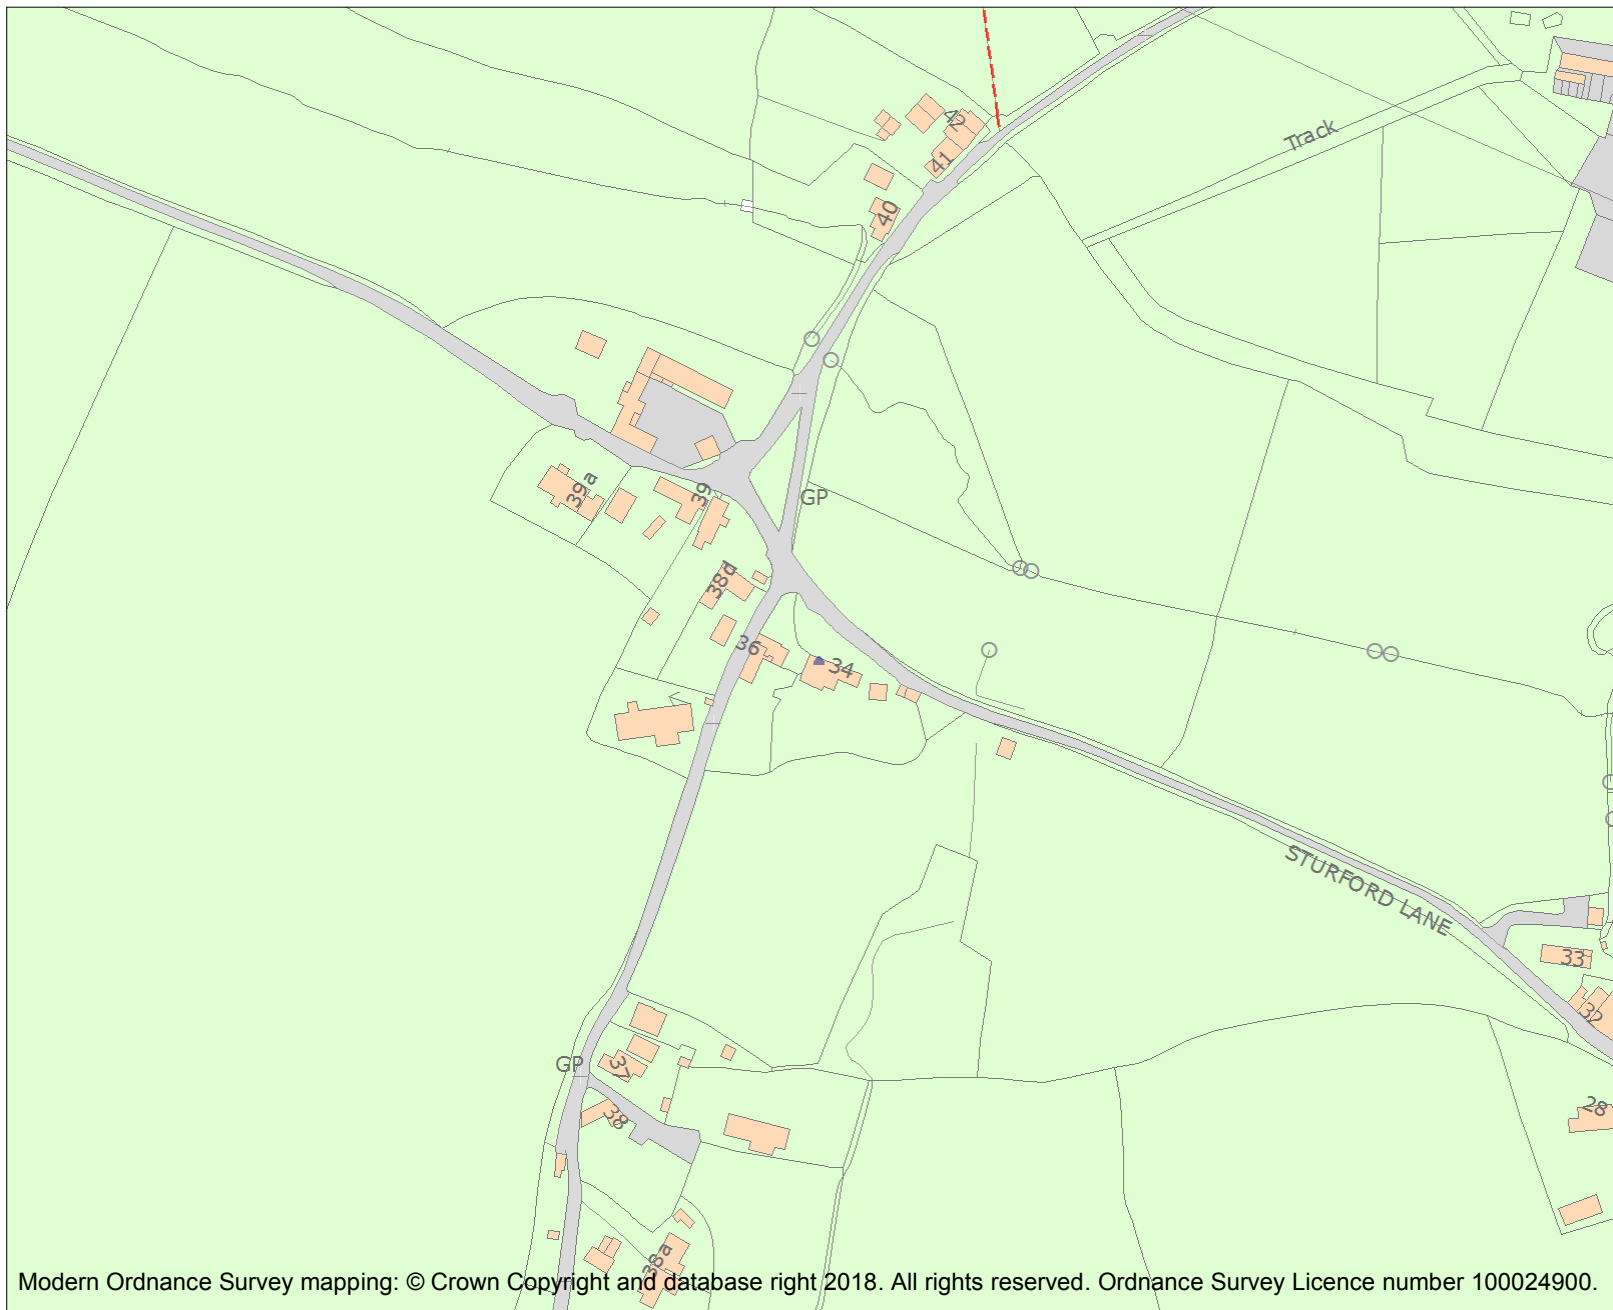 42
Track
41
40
39a
39
GP
38d
36
34
STURFORD LANE
33
32
GP
37
38
28
38a
Modern Ordnance Survey mapping: © Crown Copyright and database right 2018. All rights reserved. Ordnance Survey Licence number 100024900.